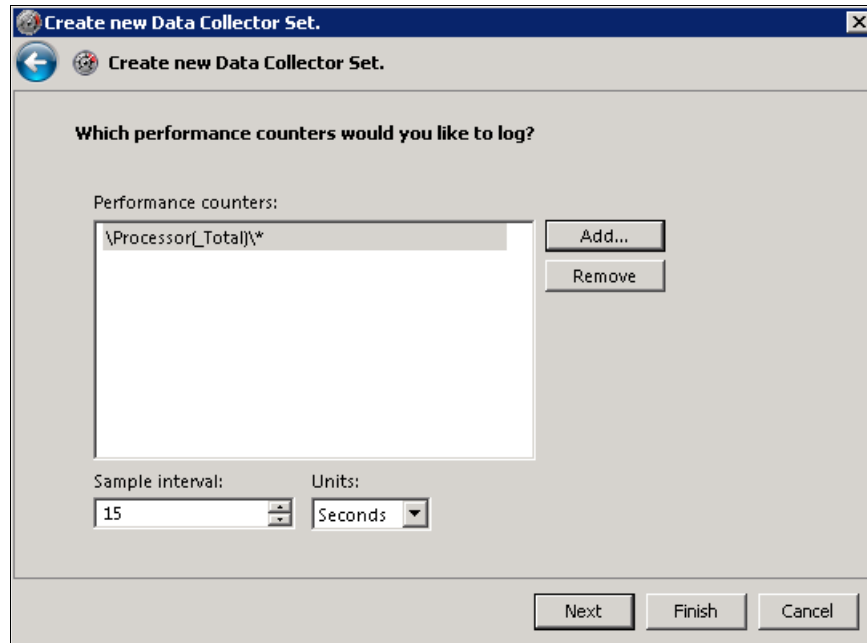 Create new Data Collector Set.
Create new Data Collector Set.
Which performance counters would you like to log?
Performance counters:
\Processor(_Total)\*
Add...
Remove
Sample interval:
Units:
15
Seconds
Next
Finish
Cancel